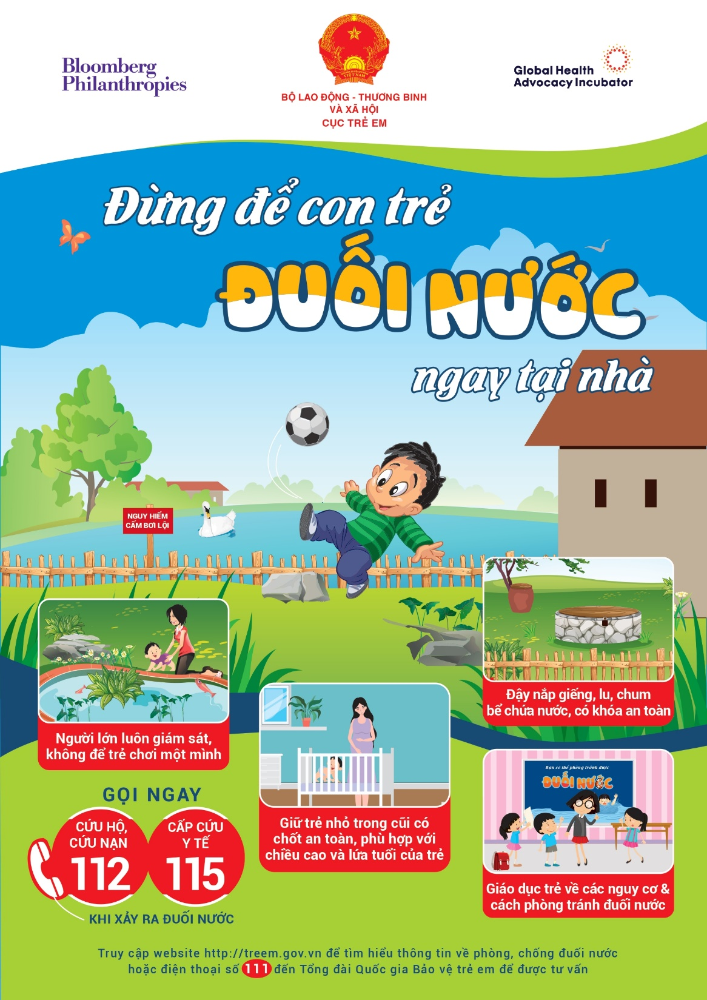 Bloomberg
Philanthropies
VIỆT NAM
BỘ LAO ĐỘNG - THƯƠNG BINH
VÀ XÃ HỘI
CỤC TRẺ EM
Global Health
Advocacy Incubator
Đừng để con trẻ
ĐUỐI NƯỚC
ngay tại nhà
NGUY HIỂM
CẤM BƠI LỘI
Người lớn luôn giám sát,
không để trẻ chơi một mình
Đậy nắp giếng, lu, chum
bể chứa nước, có khóa an toàn
Giữ trẻ nhỏ trong cũi có
chốt an toàn, phù hợp với
chiều cao và lứa tuổi của trẻ
Bạn có thể phòng tránh được
ĐUỐI NƯỚC
Giáo dục trẻ về các nguy cơ &
cách phòng tránh đuối nước
GỌI NGAY
CỨU HỘ,
CỨU NẠN
112
CẤP CỨU
Y TẾ
115
KHI XẢY RA ĐUỐI NƯỚC
Truy cập website http://treem.gov.vn để tìm hiểu thông tin về phòng, chống đuối nước
hoặc điện thoại số 111 đến Tổng đài Quốc gia Bảo vệ trẻ em để được tư vấn